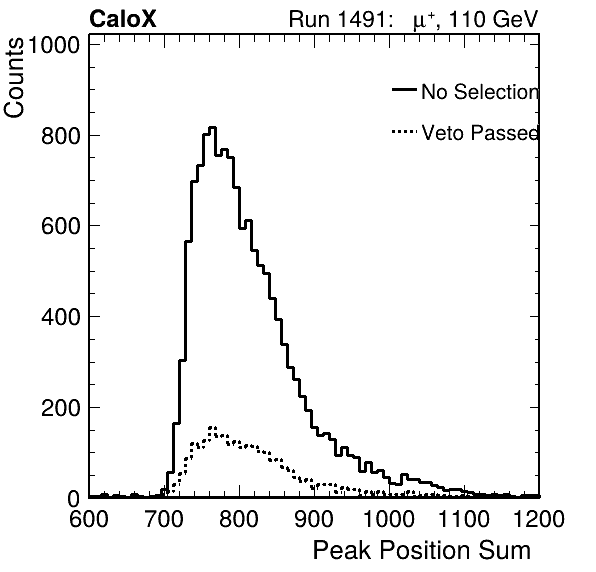 CaloX Run 1491: μ⁺, 110 GeV
Counts
1000
800
600
400
200
0
No Selection
Veto Passed
600 700 800 900 1000 1100 1200
Peak Position Sum